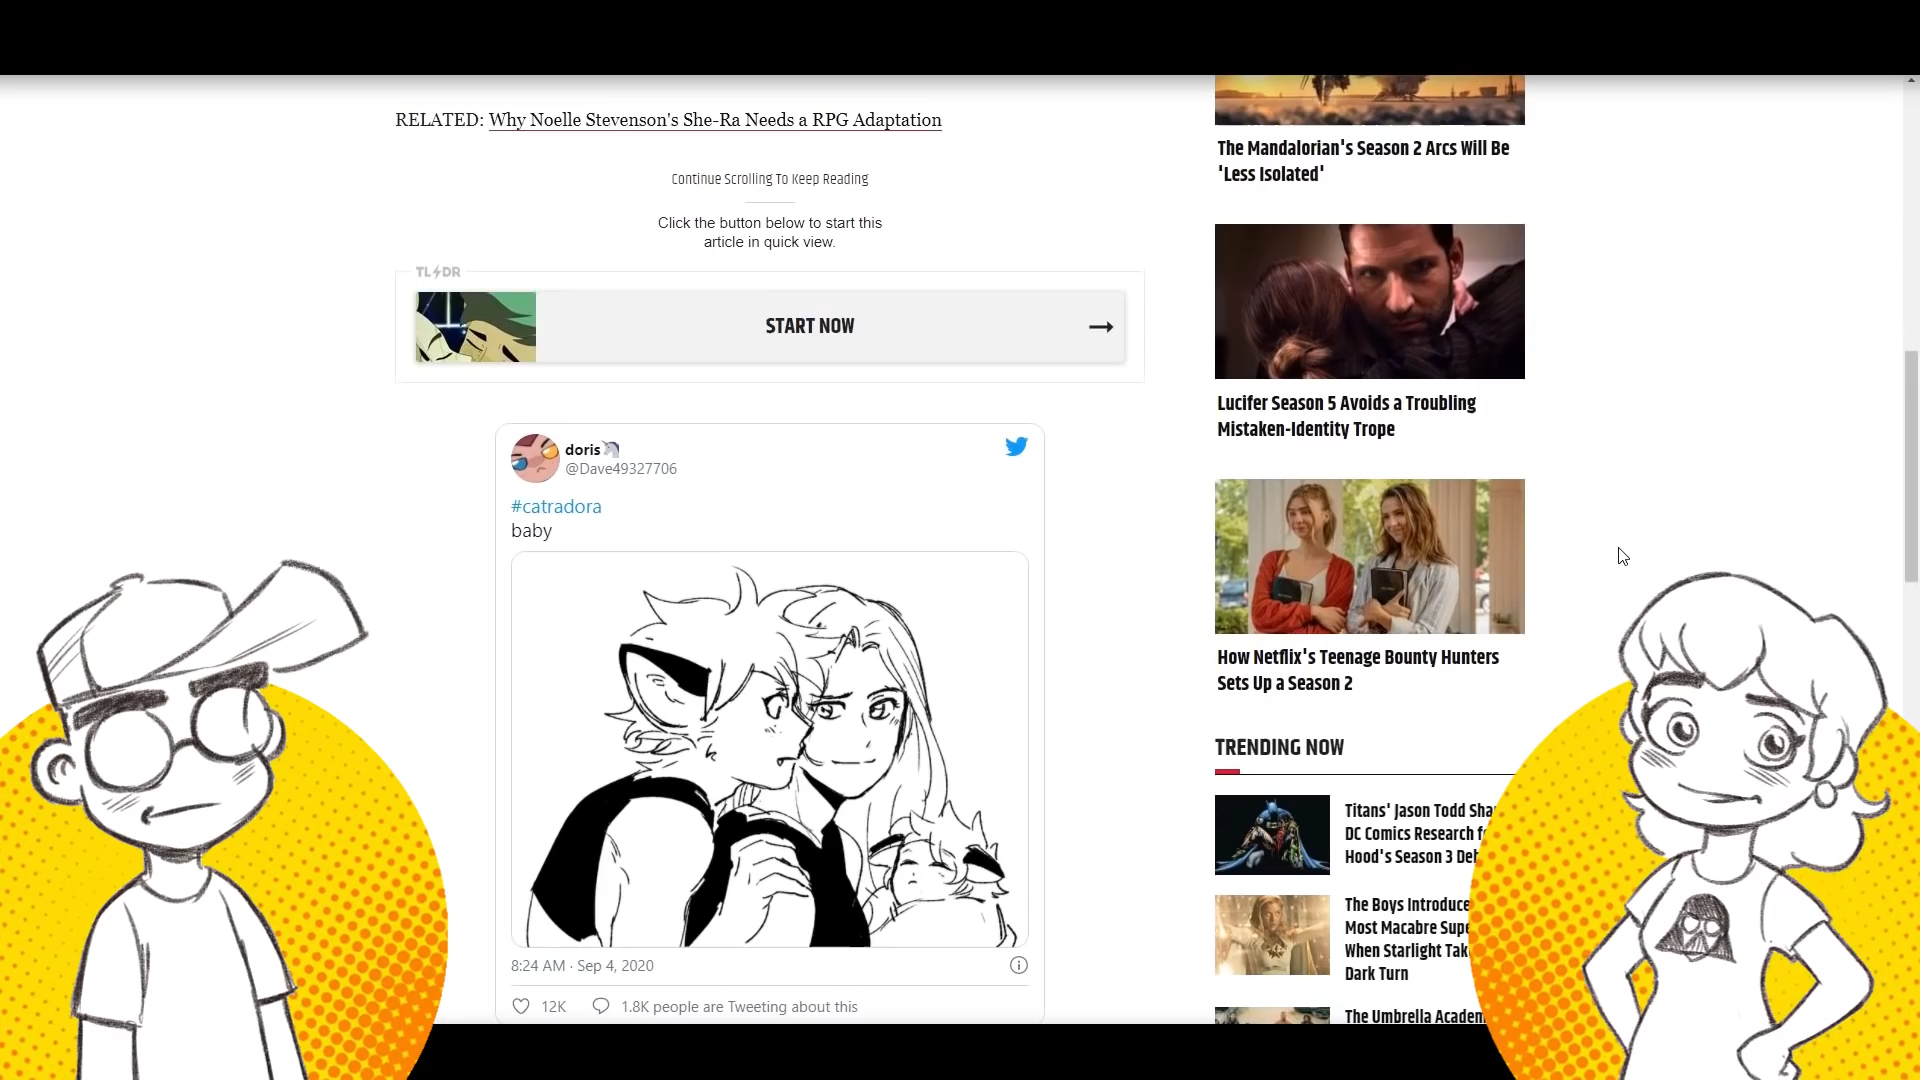 RELATED: Why Noelle Stevenson's She-Ra Needs a RPG Adaptation
Continue Scrolling To Keep Reading
Click the button below to start this
article in quick view.
TL DR
START NOW
doris
@Dave49327706
#catradora
baby
8:24 AM · Sep 4, 2020
12K
1.8K people are Tweeting about this
The Mandalorian's Season 2 Arcs Will Be
'Less Isolated'
Lucifer Season 5 Avoids a Troubling
Mistaken-Identity Trope
How Netflix's Teenage Bounty Hunters
Sets Up a Season 2
TRENDING NOW
Titans' Jason Todd
DC Comics Research
Hood's Season 3
The Boys
Most Macabre
When Starlight
Dark Turn
The Umbrella